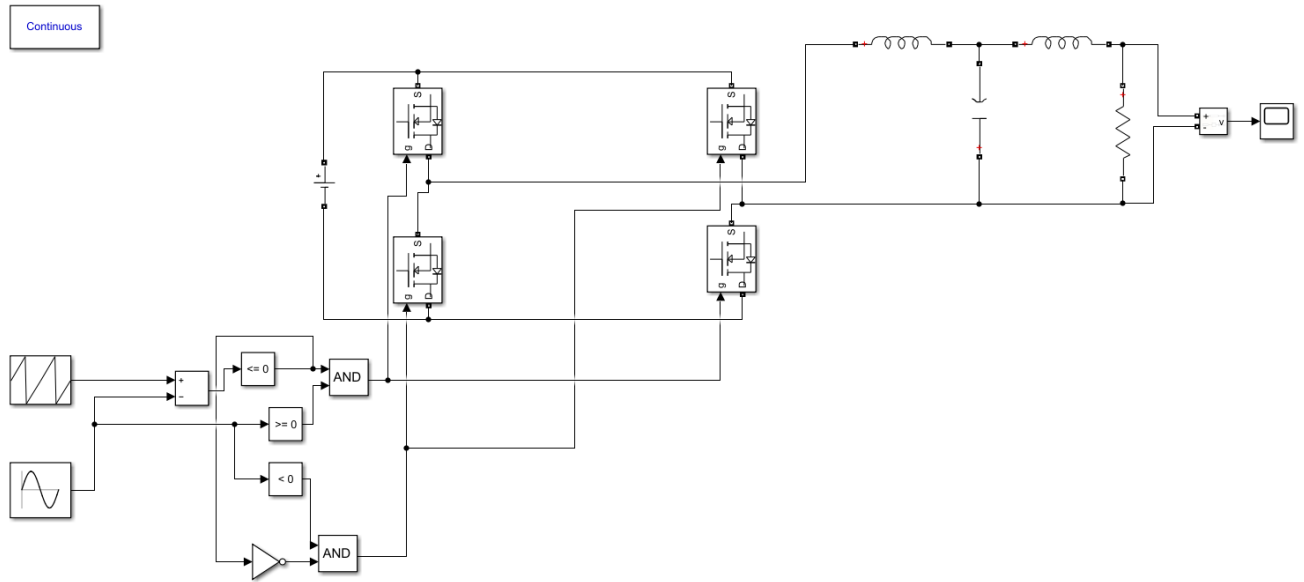 Continuous
S
g D
S
g D
S
g D
S
g D
+
+
+
+
+
+
-
v
+
−
<= 0
AND
>= 0
< 0
AND